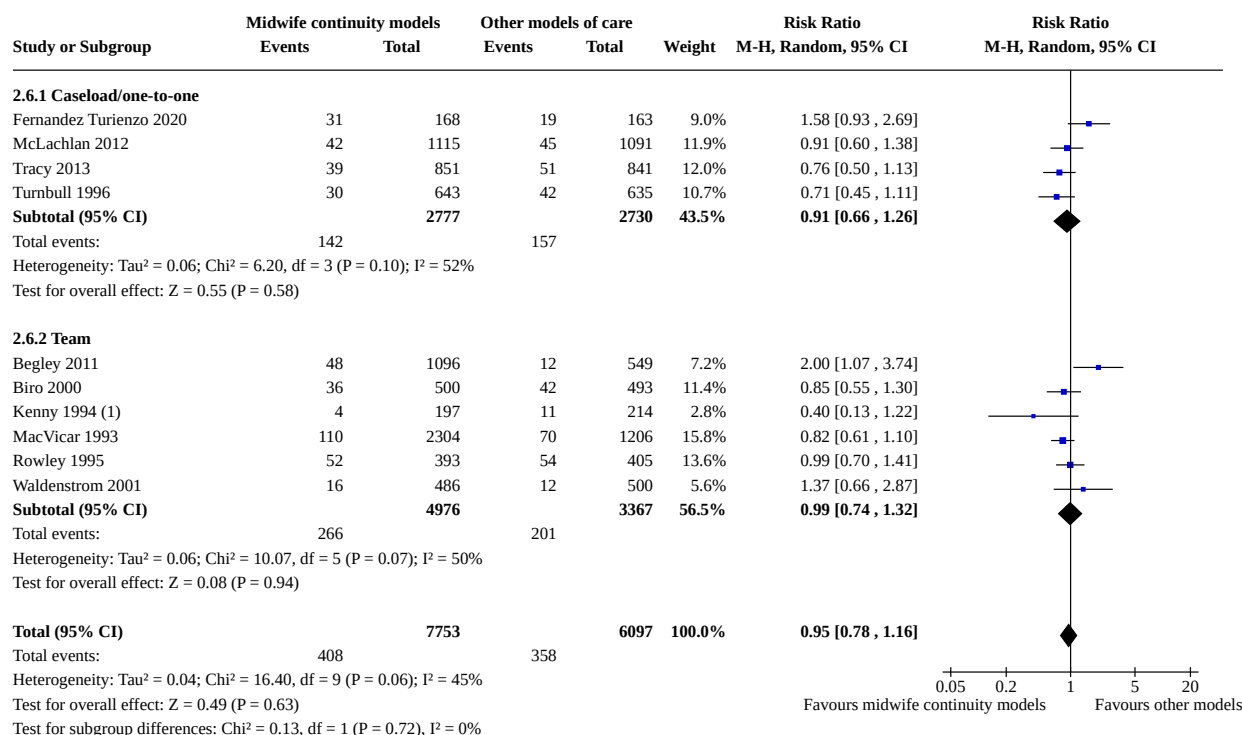 Midwife continuity models Other models of care Risk Ratio Risk Ratio
Study or Subgroup Events Total Events Total Weight M-H, Random, 95% CI M-H, Random, 95% CI
2.6.1 Caseload/one-to-one
Fernandez Turienzo 2020 31 168 19 163 9.0% 1.58 [0.93 , 2.69]
McLachlan 2012 42 1115 45 1091 11.9% 0.91 [0.60 , 1.38]
Tracy 2013 39 851 51 841 12.0% 0.76 [0.50 , 1.13]
Turnbull 1996 30 643 42 635 10.7% 0.71 [0.45 , 1.11]
Subtotal (95% CI) 2777 2730 43.5% 0.91 [0.66 , 1.26]
Total events: 142 157
Heterogeneity: Tau² = 0.06; Chi² = 6.20, df = 3 (P = 0.10); I² = 52%
Test for overall effect: Z = 0.55 (P = 0.58)
2.6.2 Team
Begley 2011 48 1096 12 549 7.2% 2.00 [1.07 , 3.74]
Biro 2000 36 500 42 493 11.4% 0.85 [0.55 , 1.30]
Kenny 1994 (1) 4 197 11 214 2.8% 0.40 [0.13 , 1.22]
MacVicar 1993 110 2304 70 1206 15.8% 0.82 [0.61 , 1.10]
Rowley 1995 52 393 54 405 13.6% 0.99 [0.70 , 1.41]
Waldenstrom 2001 16 486 12 500 5.6% 1.37 [0.66 , 2.87]
Subtotal (95% CI) 4976 3367 56.5% 0.99 [0.74 , 1.32]
Total events: 266 201
Heterogeneity: Tau² = 0.06; Chi² = 10.07, df = 5 (P = 0.07); I² = 50%
Test for overall effect: Z = 0.08 (P = 0.94)
Total (95% CI) 7753 6097 100.0% 0.95 [0.78 , 1.16]
Total events: 408 358
Heterogeneity: Tau² = 0.04; Chi² = 16.40, df = 9 (P = 0.06); I² = 45%
0.05 0.2 1 5 20
Test for overall effect: Z = 0.49 (P = 0.63)
Favours midwife continuity models Favours other models
Test for subgroup differences: Chi² = 0.13, df = 1 (P = 0.72), I² = 0%